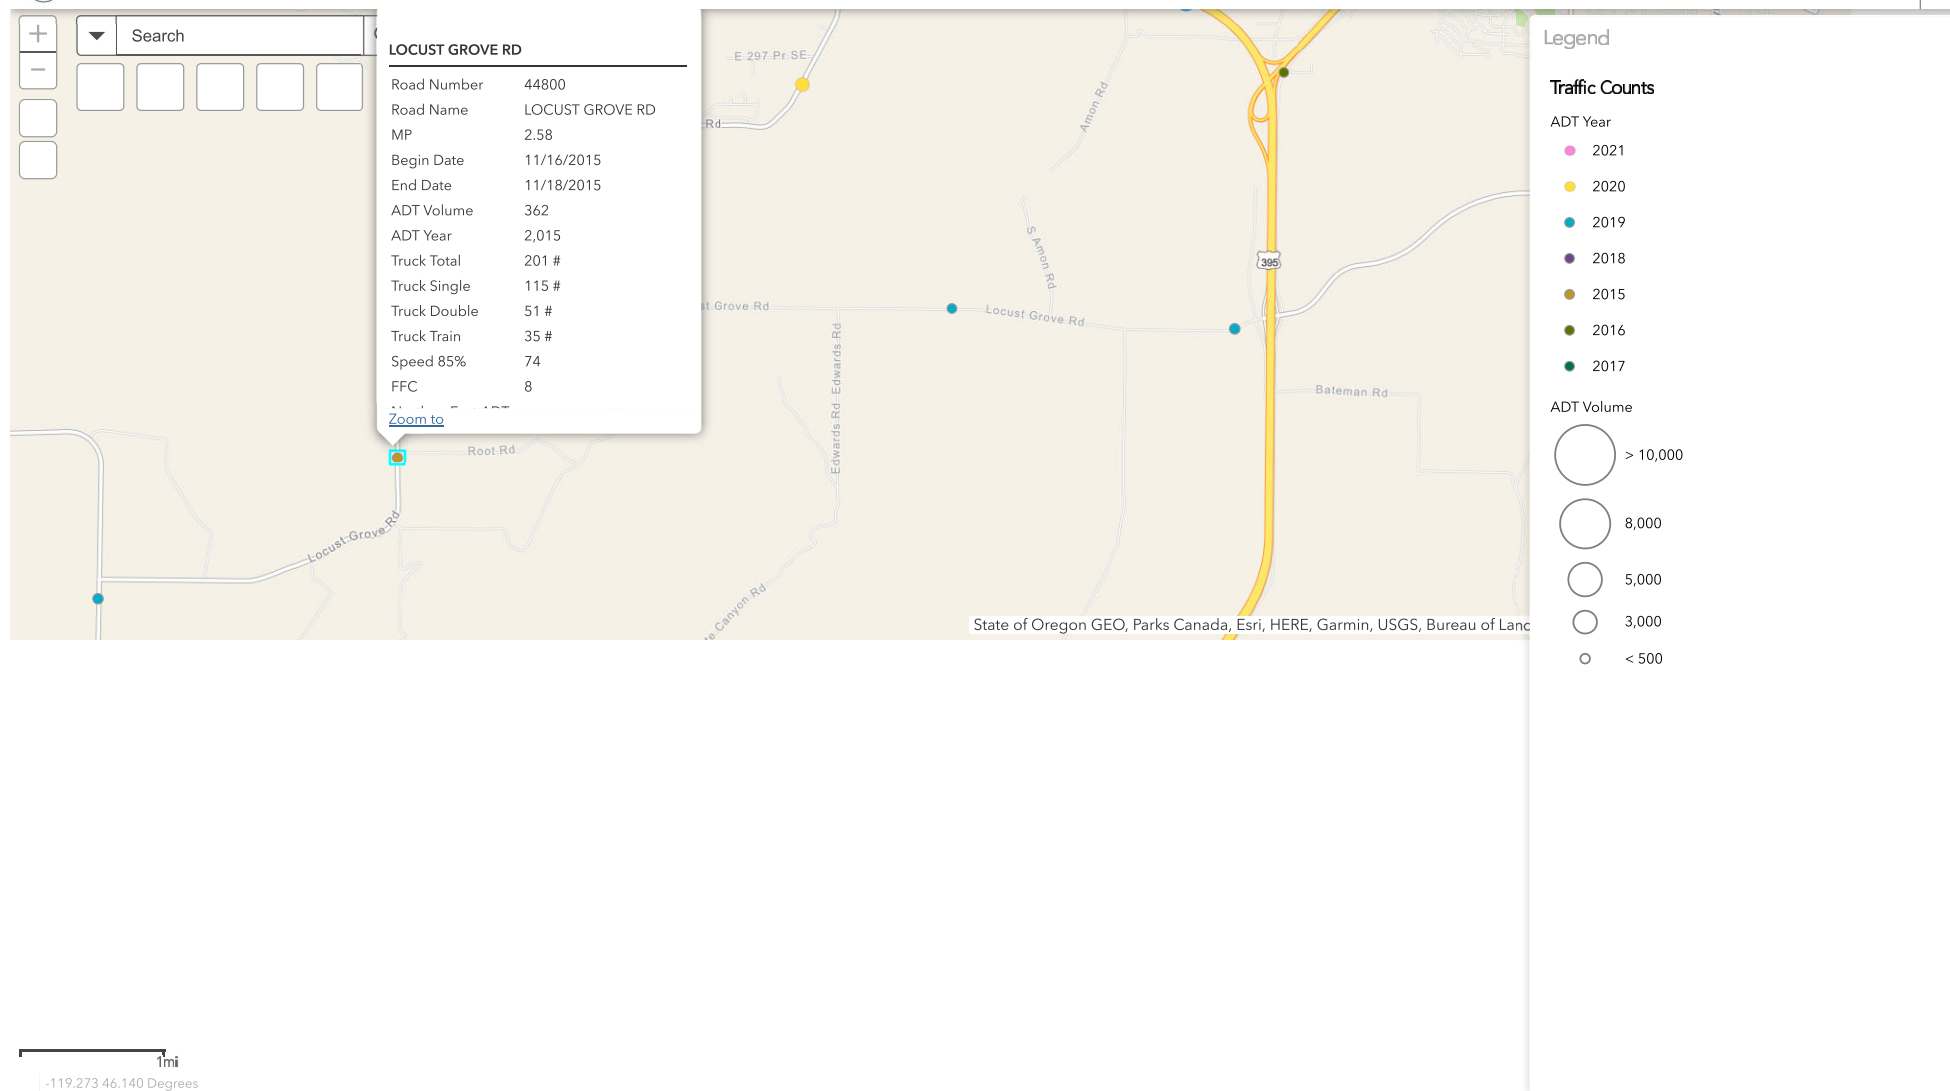 +
−
Search
LOCUST GROVE RD
Road Number 44800
Road Name LOCUST GROVE RD
MP 2.58
Begin Date 11/16/2015
End Date 11/18/2015
ADT Volume 362
ADT Year 2,015
Truck Total 201 #
Truck Single 115 #
Truck Double 51 #
Truck Train 35 #
Speed 85% 74
FFC 8
Zoom to
E 297 Pr SE
Rd
Amon Rd
S Amon Rd
395
st Grove Rd
Locust Grove Rd
Edwards Rd
Edwards Rd
Bateman Rd
Root Rd
Locust Grove Rd
Canyon Rd
State of Oregon GEO, Parks Canada, Esri, HERE, Garmin, USGS, Bureau of Lanc
Legend
Traffic Counts
ADT Year
2021
2020
2019
2018
2015
2016
2017
ADT Volume
> 10,000
8,000
5,000
3,000
< 500
1mi
-119.273 46.140 Degrees